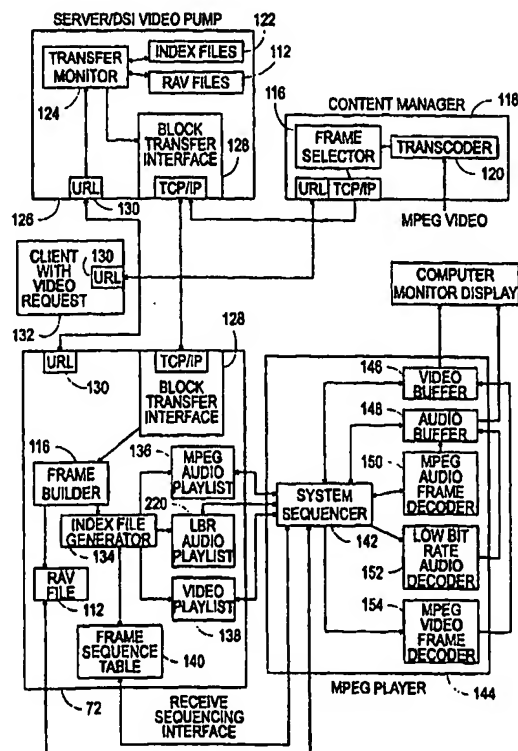 SERVER/DSI VIDEO PUMP
122
INDEX FILES
112
TRANSFER
MONITOR
RAV FILES
124
BLOCK
TRANSFER
INTERFACE
128
URL
130
TCP/IP
126
CONTENT MANAGER
116
118
FRAME
SELECTOR
TRANSCODER
120
URL
TCP/IP
MPEG VIDEO
CLIENT
WITH
VIDEO
REQUEST
130
URL
132
COMPUTER
MONITOR DISPLAY
URL
130
TCP/IP
128
BLOCK
TRANSFER
INTERFACE
116
FRAME
BUILDER
136
MPEG
AUDIO
PLAYLIST
220
INDEX FILE
GENERATOR
134
LBR AUDIO
PLAYLIST
RAV
FILE
112
VIDEO
PLAYLIST
138
FRAME
SEQUENCE
TABLE
140
72
RECEIVE
SEQUENCING
INTERFACE
146
VIDEO
BUFFER
148
AUDIO
BUFFER
150
MPEG
AUDIO
FRAME
DECODER
SYSTEM
SEQUENCER
142
LOW BIT
RATE
AUDIO
DECODER
152
154
MPEG
VIDEO
FRAME
DECODER
MPEG PLAYER
144